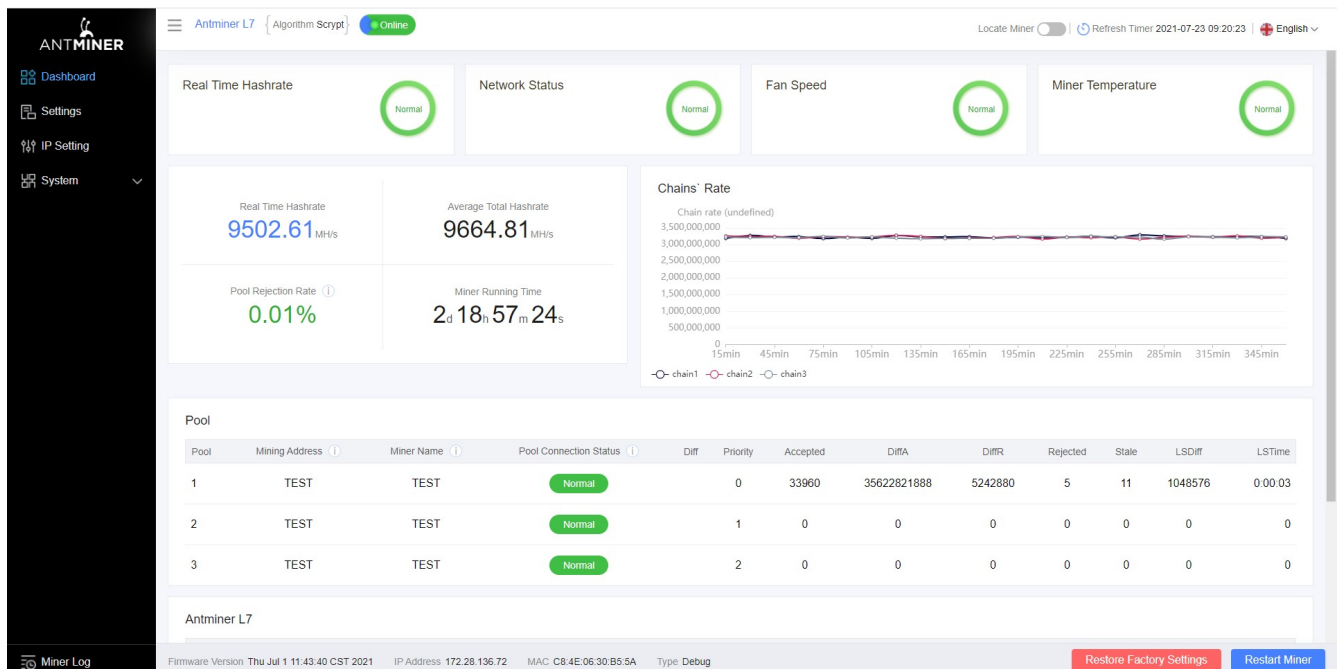 ANTMINER
Antminer L7 { Algorithm Scrypt } Online
Locate Miner Refresh Timer 2021-07-23 09:20:23 English
Dashboard
Settings
IP Setting
System
Miner Log
Real Time Hashrate
Normal
Network Status
Normal
Fan Speed
Normal
Miner Temperature
Normal
Real Time Hashrate
9502.61 MH/s
Average Total Hashrate
9664.81 MH/s
Pool Rejection Rate i
0.01%
Miner Running Time
2d 18h 57m 24s
Chains` Rate
Chain rate (undefined)
3,500,000,000
3,000,000,000
2,500,000,000
2,000,000,000
1,500,000,000
1,000,000,000
500,000,000
0
15min 45min 75min 105min 135min 165min 195min 225min 255min 285min 315min 345min
chain1 chain2 chain3
Pool
Pool Mining Address i Miner Name i Pool Connection Status i Diff Priority Accepted DiffA DiffR Rejected Stale LSDiff LSTime
1 TEST TEST Normal 0 33960 35622821888 5242880 5 11 1048576 0:00:03
2 TEST TEST Normal 1 0 0 0 0 0 0 0
3 TEST TEST Normal 2 0 0 0 0 0 0 0
Antminer L7
Firmware Version Thu Jul 1 11:43:40 CST 2021 IP Address 172.28.136.72 MAC C8:4E:06:30:B5:5A Type Debug
Restore Factory Settings Restart Miner